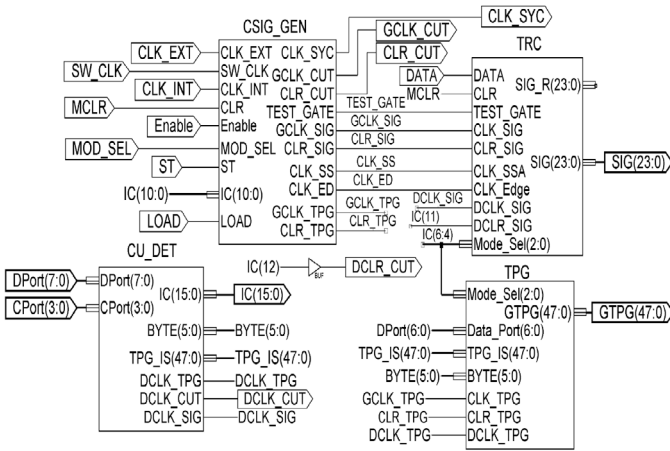 CSIG_GEN
CLK_SYC
GCLK_CUT
CLR_CUT
TRC
CLK_EXT
CLK_EXT CLK_SYC
SW_CLK
SW_CLK GCLK_CUT
CLK_INT
CLK_INT CLR_CUT
MCLR
CLR TEST_GATE
Enable
Enable GCLK_SIG
MOD_SEL
MOD_SEL CLR_SIG
ST
ST CLK_SS
IC(10:0)
IC(10:0) CLK_ED
LOAD
LOAD GCLK_TPG
CLR_TPG
DATA
DATA
SIG_R(23:0)
MCLR
CLR
TEST_GATE
TEST_GATE
GCLK_SIG
CLK_SIG
CLR_SIG
CLR_SIG
SIG(23:0)
SIG(23:0)
CLK_SS
CLK_SSA
CLK_ED
CLK_Edge
DCLK_SIG
DCLK_SIG
GCLK_TPG
IC(11)
DCLR_SIG
CLR_TPG
IC(6:4)
Mode_Sel(2:0)
CU_DET
IC(12)
BUF
DCLR_CUT
TPG
DPort(7:0)
DPort(7:0)
CPort(3:0)
CPort(3:0)
IC(15:0)
IC(15:0)
BYTE(5:0)
BYTE(5:0)
TPG_IS(47:0)
TPG_IS(47:0)
DCLK_TPG
DCLK_TPG
DCLK_CUT
DCLK_CUT
DCLK_SIG
DCLK_SIG
Mode_Sel(2:0)
GTPG(47:0)
GTPG(47:0)
DPort(6:0)
Data_Port(6:0)
TPG_IS(47:0)
TPG_IS(47:0)
BYTE(5:0)
BYTE(5:0)
GCLK_TPG
CLK_TPG
CLR_TPG
CLR_TPG
DCLK_TPG
DCLK_TPG